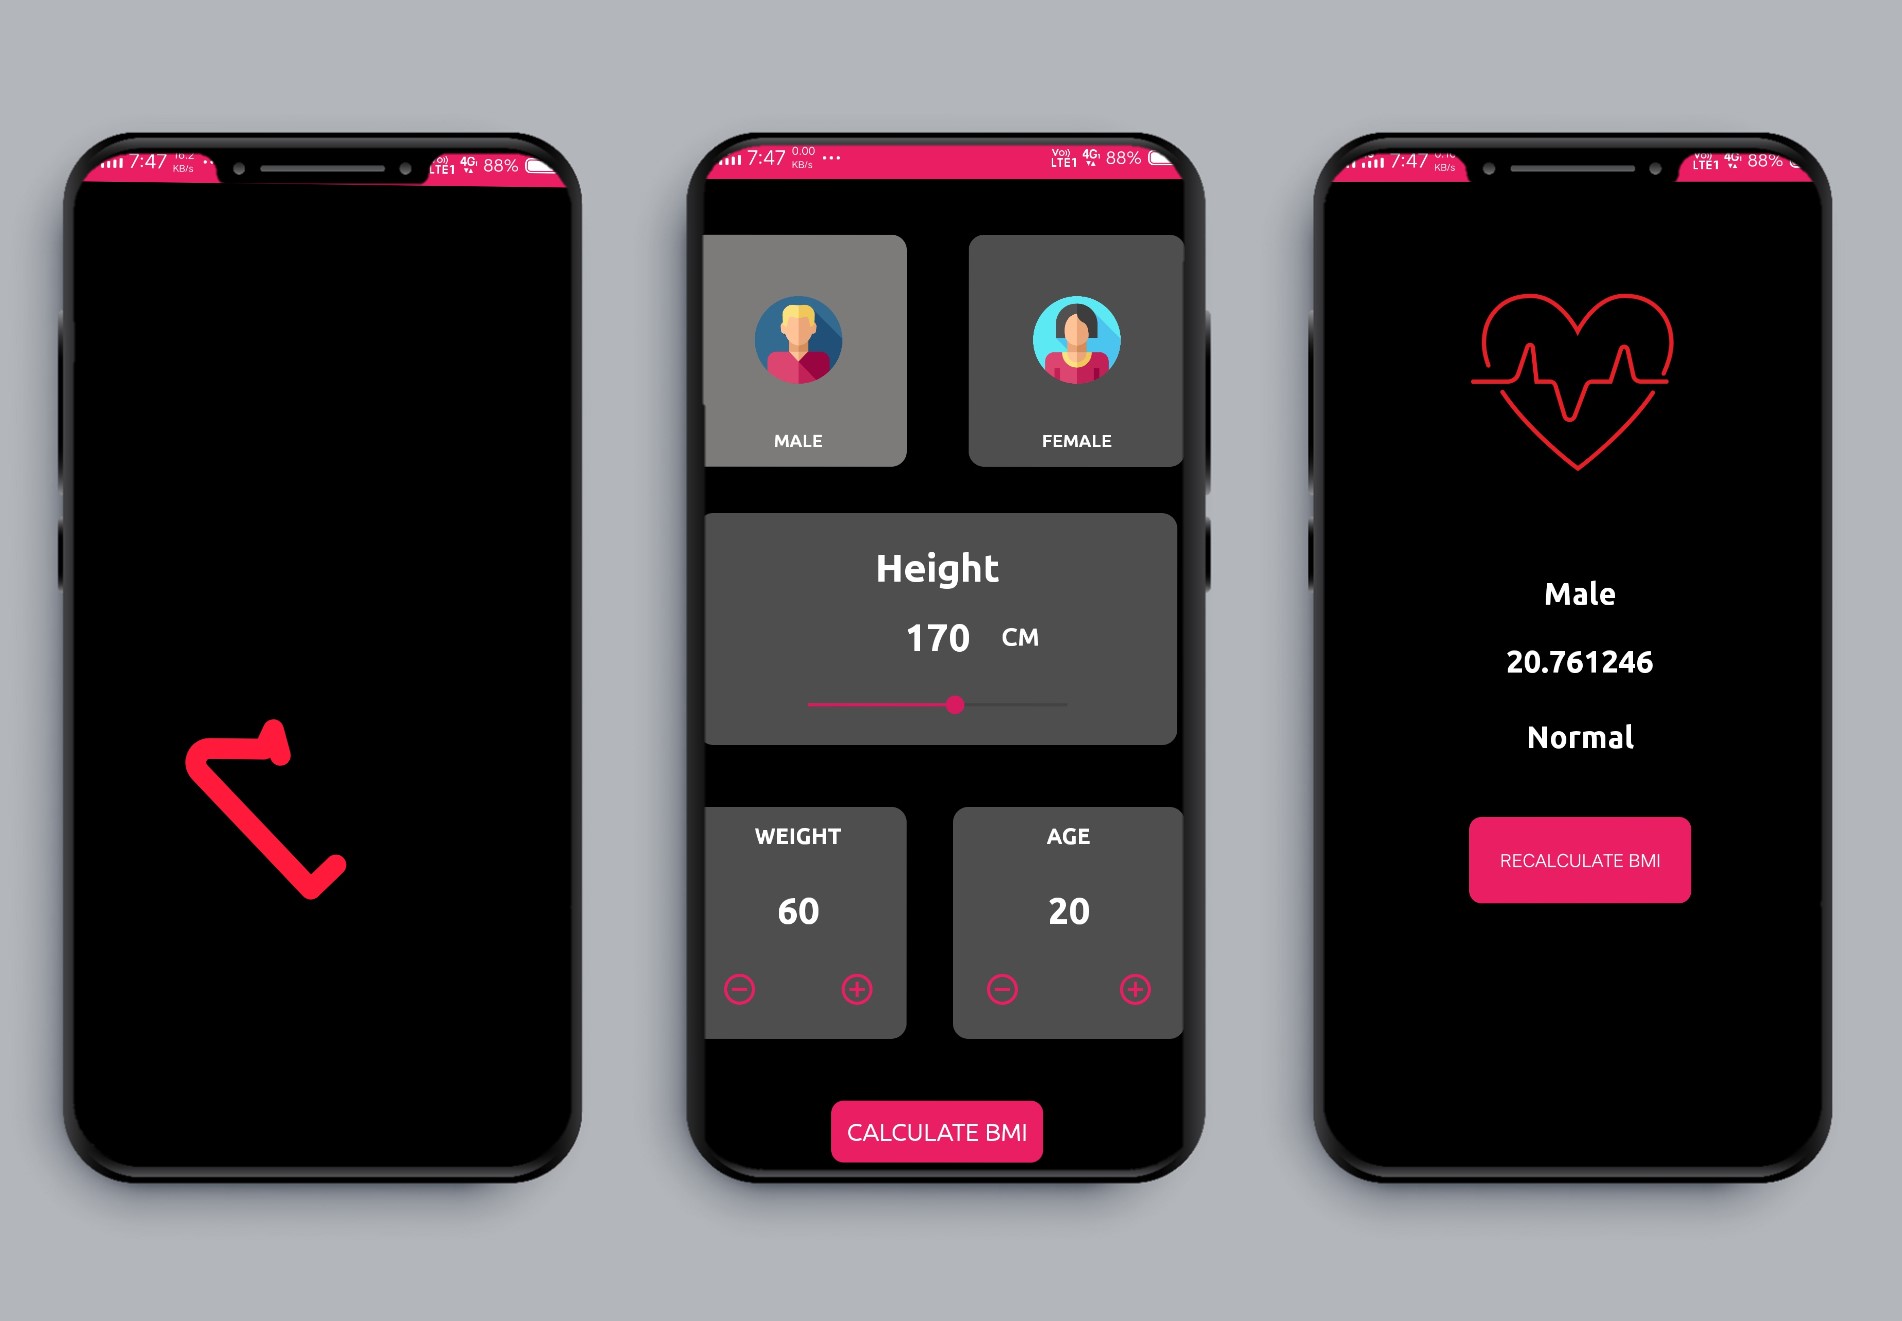 7:47 KB/s LTE1 4G 88%
7:47 0.00 KB/s ... VoD LTE1 4G 88%
7:47 KB/s LTE1 4G 88%
MALE FEMALE
Height
170 CM
WEIGHT AGE
60 20
CALCULATE BMI
Male
20.761246
Normal
RECALCULATE BMI